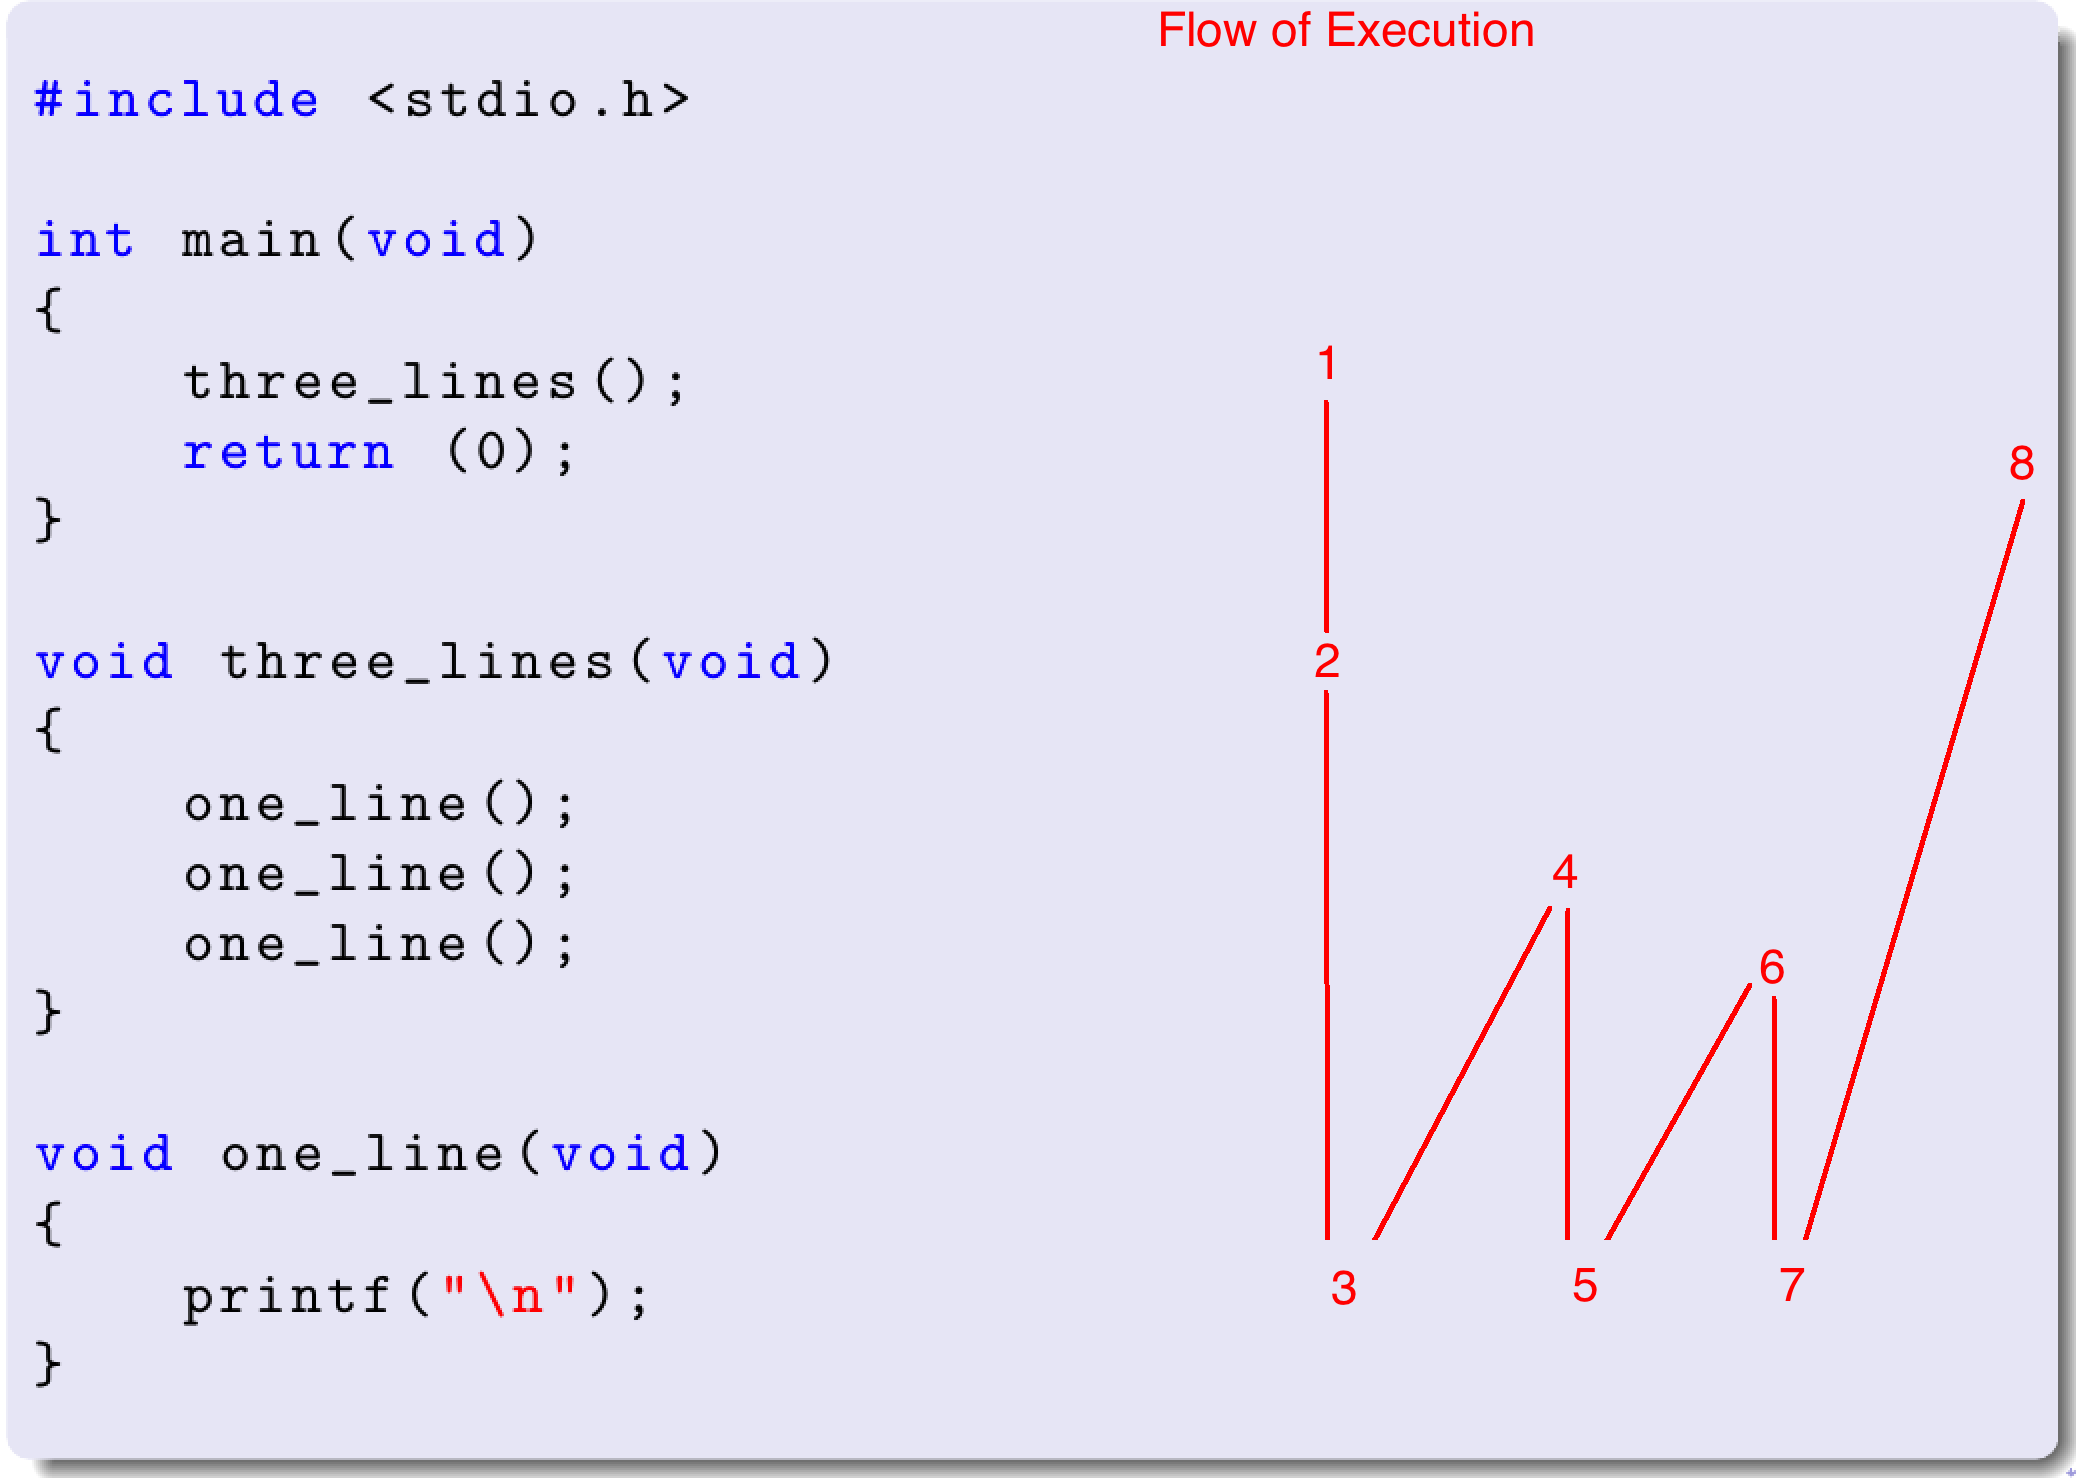 Flow of Execution
#include <stdio.h>
int main(void)
{
    three_lines();
1
    return (0);
8
}
void three_lines(void)
2
{
    one_line();
    one_line();
4
    one_line();
6
}
void one_line(void)
{
    printf("\n");
3 5 7
}